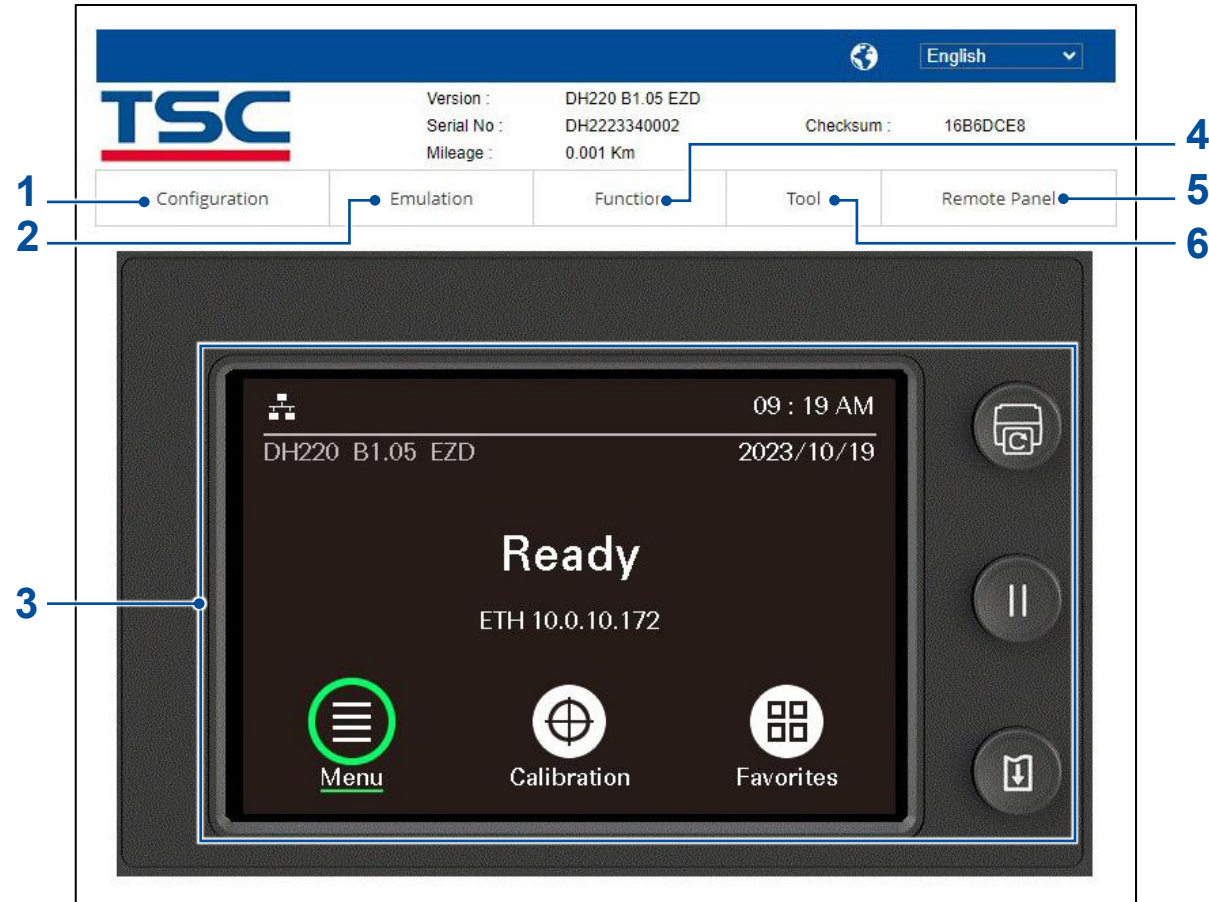 English
TSC
Version : DH220 B1.05 EZD
Serial No : DH2223340002 Checksum : 16B6DCE8
Mileage : 0.001 Km
4
1 Configuration Emulation Function Tool Remote Panel 5
2 6
09 : 19 AM
DH220 B1.05 EZD 2023/10/19
Ready
3
ETH 10.0.10.172
Menu Calibration Favorites